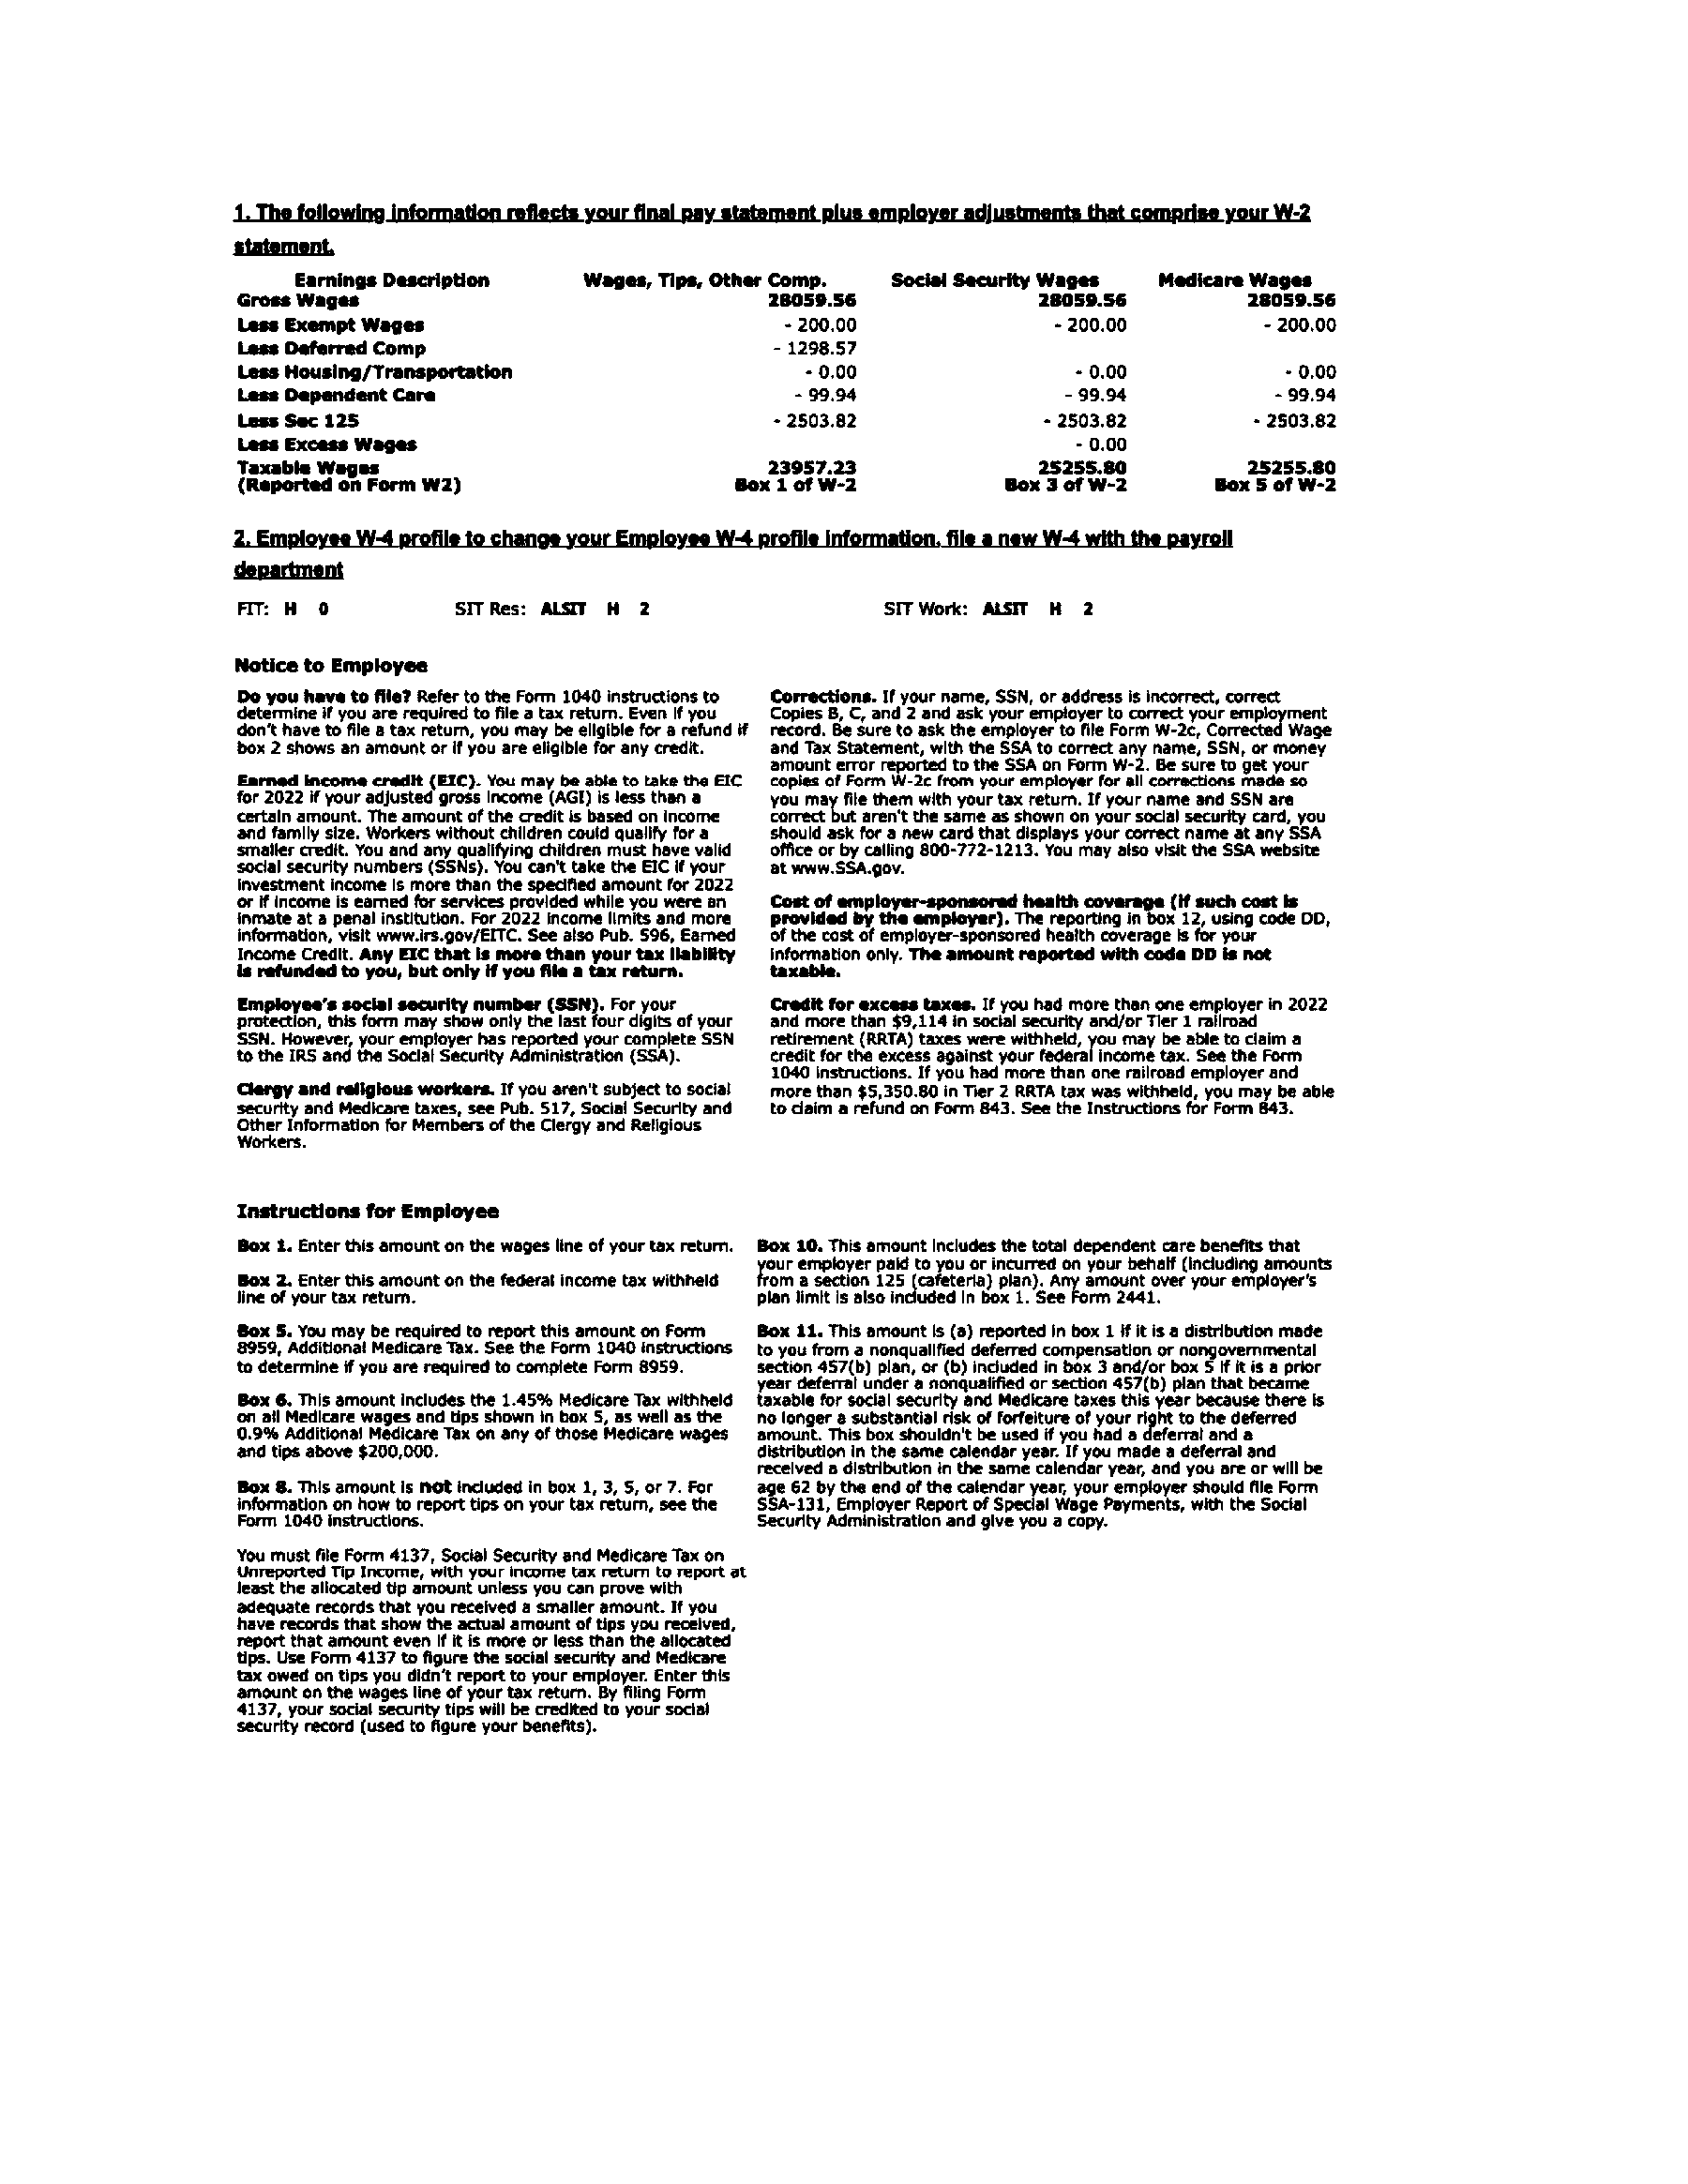 1. The following information reflects your final pay statement plus employer adjustments that comprise your W-2
statement.
Earnings Description Wages, Tips, Other Comp. Social Security Wages Medicare Wages
Gross Wages 28059.56 28059.56 28059.56
Less Exempt Wages - 200.00 - 200.00 - 200.00
Less Deferred Comp - 1298.57
Less Housing/Transportation - 0.00 - 0.00 - 0.00
Less Dependent Care - 99.94 - 99.94 - 99.94
Less Sec 125 - 2503.82 - 2503.82 - 2503.82
Less Excess Wages - 0.00
Taxable Wages 23957.23 25255.80 25255.80
(Reported on Form W2) Box 1 of W-2 Box 3 of W-2 Box 5 of W-2
2. Employee W-4 profile to change your Employee W-4 profile information, file a new W-4 with the payroll
department
FIT: H 0 SIT Res: ALSIT H 2 SIT Work: ALSIT H 2
Notice to Employee
Do you have to file? Refer to the Form 1040 instructions to
determine if you are required to file a tax return. Even if you
don't have to file a tax return, you may be eligible for a refund if
box 2 shows an amount or if you are eligible for any credit.
Earned income credit (EIC). You may be able to take the EIC
for 2022 if your adjusted gross income (AGI) is less than a
certain amount. The amount of the credit is based on income
and family size. Workers without children could qualify for a
smaller credit. You and any qualifying children must have valid
social security numbers (SSNs). You can't take the EIC if your
investment income is more than the specified amount for 2022
or if income is earned for services provided while you were an
inmate at a penal institution. For 2022 income limits and more
information, visit www.irs.gov/EITC. See also Pub. 596, Earned
Income Credit. Any EIC that is more than your tax liability
is refunded to you, but only if you file a tax return.
Employee's social security number (SSN). For your
protection, this form may show only the last four digits of your
SSN. However, your employer has reported your complete SSN
to the IRS and the Social Security Administration (SSA).
Clergy and religious workers. If you aren't subject to social
security and Medicare taxes, see Pub. 517, Social Security and
Other Information for Members of the Clergy and Religious
Workers.
Corrections. If your name, SSN, or address is incorrect, correct
Copies B, C, and 2 and ask your employer to correct your employment
record. Be sure to ask the employer to file Form W-2c, Corrected Wage
and Tax Statement, with the SSA to correct any name, SSN, or money
amount error reported to the SSA on Form W-2. Be sure to get your
copies of Form W-2c from your employer for all corrections made so
you may file them with your tax return. If your name and SSN are
correct but aren't the same as shown on your social security card, you
should ask for a new card that displays your correct name at any SSA
office or by calling 800-772-1213. You may also visit the SSA website
at www.SSA.gov.
Cost of employer-sponsored health coverage (if such cost is
provided by the employer). The reporting in box 12, using code DD,
of the cost of employer-sponsored health coverage is for your
information only. The amount reported with code DD is not
taxable.
Credit for excess taxes. If you had more than one employer in 2022
and more than $9,114 in social security and/or Tier 1 railroad
retirement (RRTA) taxes were withheld, you may be able to claim a
credit for the excess against your federal income tax. See the Form
1040 instructions. If you had more than one railroad employer and
more than $5,350.80 in Tier 2 RRTA tax was withheld, you may be able
to claim a refund on Form 843. See the Instructions for Form 843.
Instructions for Employee
Box 1. Enter this amount on the wages line of your tax return.
Box 2. Enter this amount on the federal income tax withheld
line of your tax return.
Box 5. You may be required to report this amount on Form
8959, Additional Medicare Tax. See the Form 1040 instructions
to determine if you are required to complete Form 8959.
Box 6. This amount includes the 1.45% Medicare Tax withheld
on all Medicare wages and tips shown in box 5, as well as the
0.9% Additional Medicare Tax on any of those Medicare wages
and tips above $200,000.
Box 8. This amount is not included in box 1, 3, 5, or 7. For
information on how to report tips on your tax return, see the
Form 1040 instructions.
You must file Form 4137, Social Security and Medicare Tax on
Unreported Tip Income, with your income tax return to report at
least the allocated tip amount unless you can prove with
adequate records that you received a smaller amount. If you
have records that show the actual amount of tips you received,
report that amount even if it is more or less than the allocated
tips. Use Form 4137 to figure the social security and Medicare
tax owed on tips you didn't report to your employer. Enter this
amount on the wages line of your tax return. By filing Form
4137, your social security tips will be credited to your social
security record (used to figure your benefits).
Box 10. This amount includes the total dependent care benefits that
your employer paid to you or incurred on your behalf (including amounts
from a section 125 (cafeteria) plan). Any amount over your employer's
plan limit is also included in box 1. See Form 2441.
Box 11. This amount is (a) reported in box 1 if it is a distribution made
to you from a nonqualified deferred compensation or nongovernmental
section 457(b) plan, or (b) included in box 3 and/or box 5 if it is a prior
year deferral under a nonqualified or section 457(b) plan that became
taxable for social security and Medicare taxes this year because there is
no longer a substantial risk of forfeiture of your right to the deferred
amount. This box shouldn't be used if you had a deferral and a
distribution in the same calendar year. If you made a deferral and
received a distribution in the same calendar year, and you are or will be
age 62 by the end of the calendar year, your employer should file Form
SSA-131, Employer Report of Special Wage Payments, with the Social
Security Administration and give you a copy.